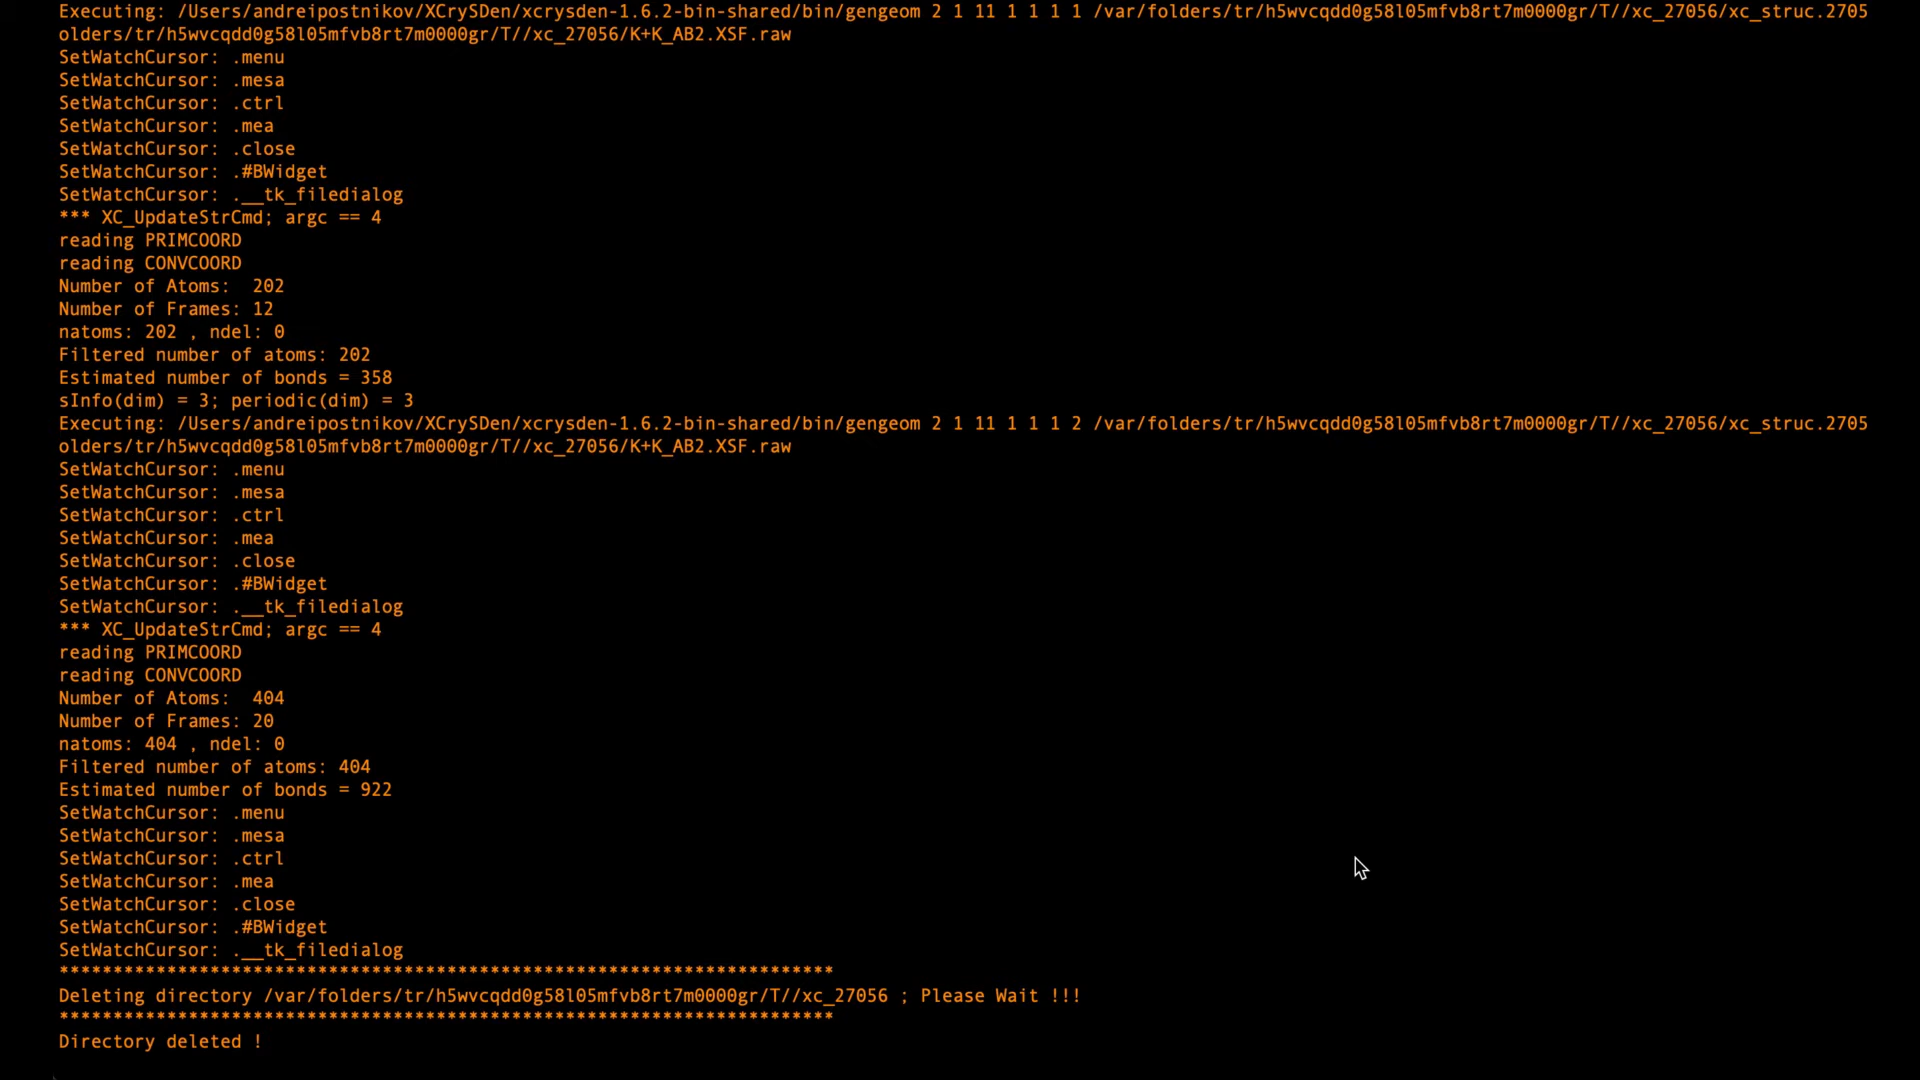 Executing: /Users/andreipostnikov/XCrySDen/xcrysden-1.6.2-bin-shared/bin/gengeom 2 1 11 1 1 1 1 /var/folders/tr/h5wvcqdd0g58l05mfvb8rt7m0000gr/T//xc_27056/xc_struc.2705
olders/tr/h5wvcqdd0g58l05mfvb8rt7m0000gr/T//xc_27056/K+K_AB2.XSF.raw
SetWatchCursor: .menu
SetWatchCursor: .mesa
SetWatchCursor: .ctrl
SetWatchCursor: .mea
SetWatchCursor: .close
SetWatchCursor: .#BWidget
SetWatchCursor: .__tk_filedialog
*** XC_UpdateStrCmd; argc == 4
reading PRIMCOORD
reading CONVCOORD
Number of Atoms:  202
Number of Frames: 12
natoms: 202 , ndel: 0
Filtered number of atoms: 202
Estimated number of bonds = 358
sInfo(dim) = 3; periodic(dim) = 3
Executing: /Users/andreipostnikov/XCrySDen/xcrysden-1.6.2-bin-shared/bin/gengeom 2 1 11 1 1 1 2 /var/folders/tr/h5wvcqdd0g58l05mfvb8rt7m0000gr/T//xc_27056/xc_struc.2705
olders/tr/h5wvcqdd0g58l05mfvb8rt7m0000gr/T//xc_27056/K+K_AB2.XSF.raw
SetWatchCursor: .menu
SetWatchCursor: .mesa
SetWatchCursor: .ctrl
SetWatchCursor: .mea
SetWatchCursor: .close
SetWatchCursor: .#BWidget
SetWatchCursor: .__tk_filedialog
*** XC_UpdateStrCmd; argc == 4
reading PRIMCOORD
reading CONVCOORD
Number of Atoms:  404
Number of Frames: 20
natoms: 404 , ndel: 0
Filtered number of atoms: 404
Estimated number of bonds = 922
SetWatchCursor: .menu
SetWatchCursor: .mesa
SetWatchCursor: .ctrl
SetWatchCursor: .mea
SetWatchCursor: .close
SetWatchCursor: .#BWidget
SetWatchCursor: .__tk_filedialog
************************************************************************
Deleting directory /var/folders/tr/h5wvcqdd0g58l05mfvb8rt7m0000gr/T//xc_27056 ; Please Wait !!!
************************************************************************
Directory deleted !